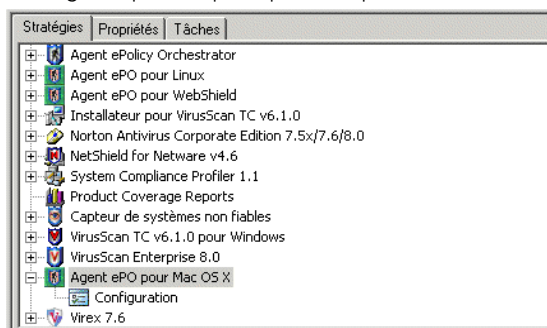 Stratégies Propriétés Tâches
Agent ePolicy Orchestrator
Agent ePO pour Linux
Agent ePO pour WebShield
Installateur pour VirusScan TC v6.1.0
Norton Antivirus Corporate Edition 7.5x/7.6/8.0
NetShield for Netware v4.6
System Compliance Profiler 1.1
Product Coverage Reports
Capteur de systèmes non fiables
VirusScan TC v6.1.0 pour Windows
VirusScan Enterprise 8.0
Agent ePO pour Mac OS X
Configuration
Virex 7.6